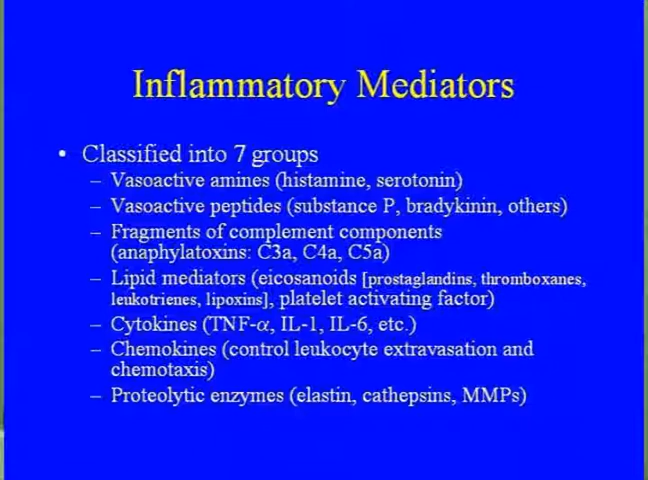 Inflammatory Mediators
• Classified into 7 groups
– Vasoactive amines (histamine, serotonin)
– Vasoactive peptides (substance P, bradykinin, others)
– Fragments of complement components
(anaphylatoxins: C3a, C4a, C5a)
– Lipid mediators (eicosanoids [prostaglandins, thromboxanes,
leukotrienes, lipoxins], platelet activating factor)
– Cytokines (TNF-α, IL-1, IL-6, etc.)
– Chemokines (control leukocyte extravasation and
chemotaxis)
– Proteolytic enzymes (elastin, cathepsins, MMPs)